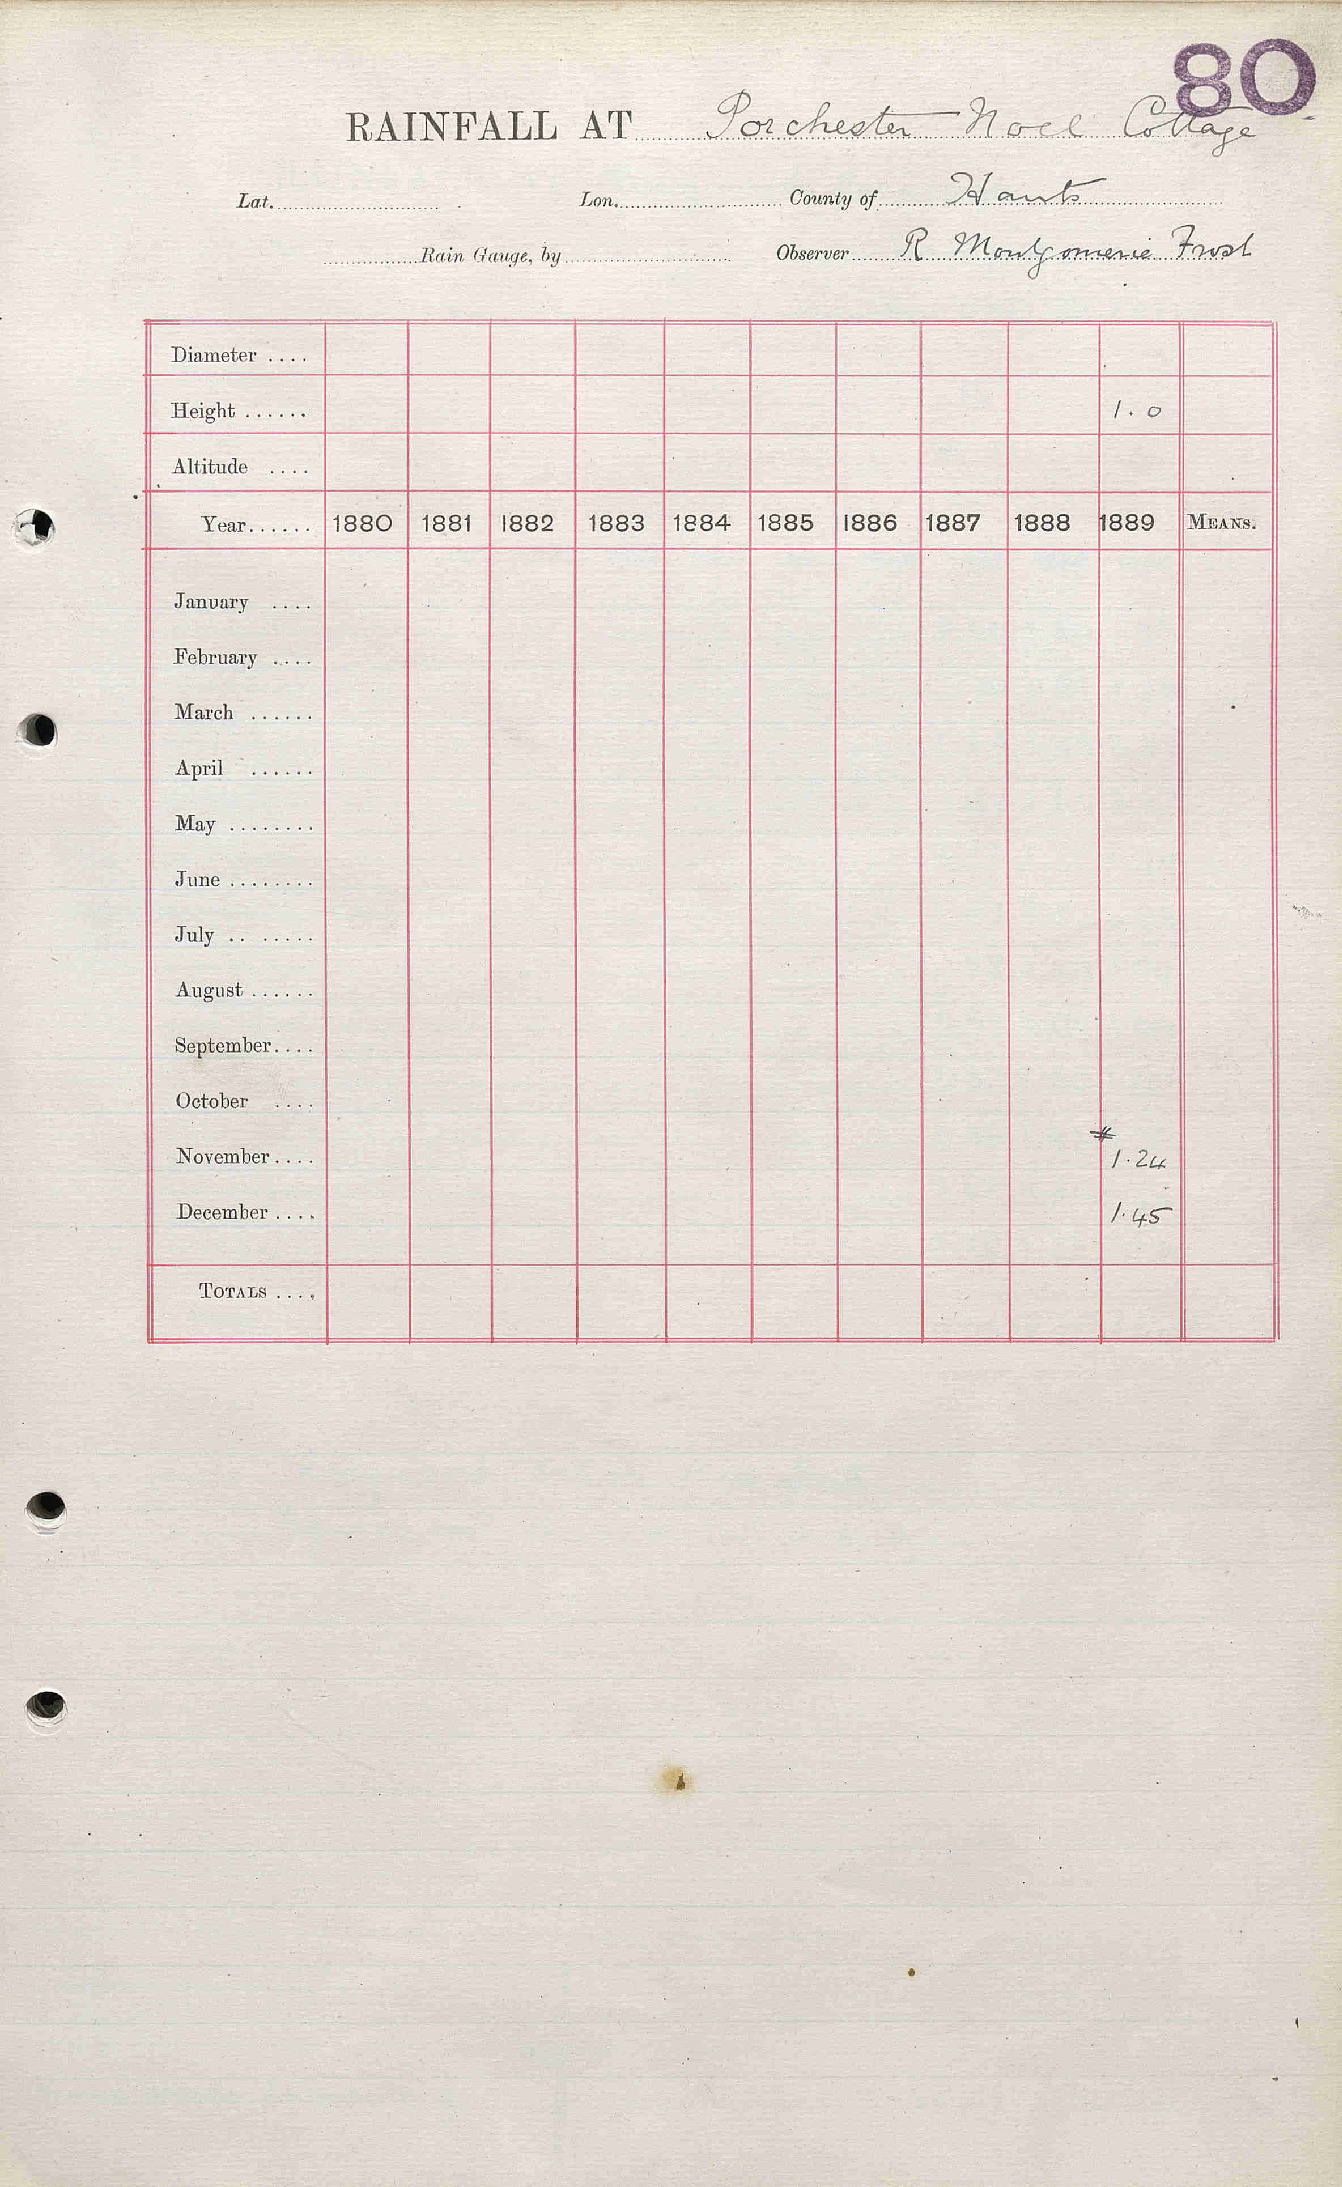 80
RAINFALL AT Porchester Noel Cottage
Lat. Lon. County of Hants
Rain Gauge, by Observer R Montgomerie Frost
Diameter ....
Height ...... 1.0
Altitude ....
Year...... 1880 1881 1882 1883 1884 1885 1886 1887 1888 1889 MEANS.
January ....
February ....
March ......
April ......
May ........
June ........
July ........
August ......
September....
October ....
November.... # 1.24
December .... 1.45
TOTALS ....